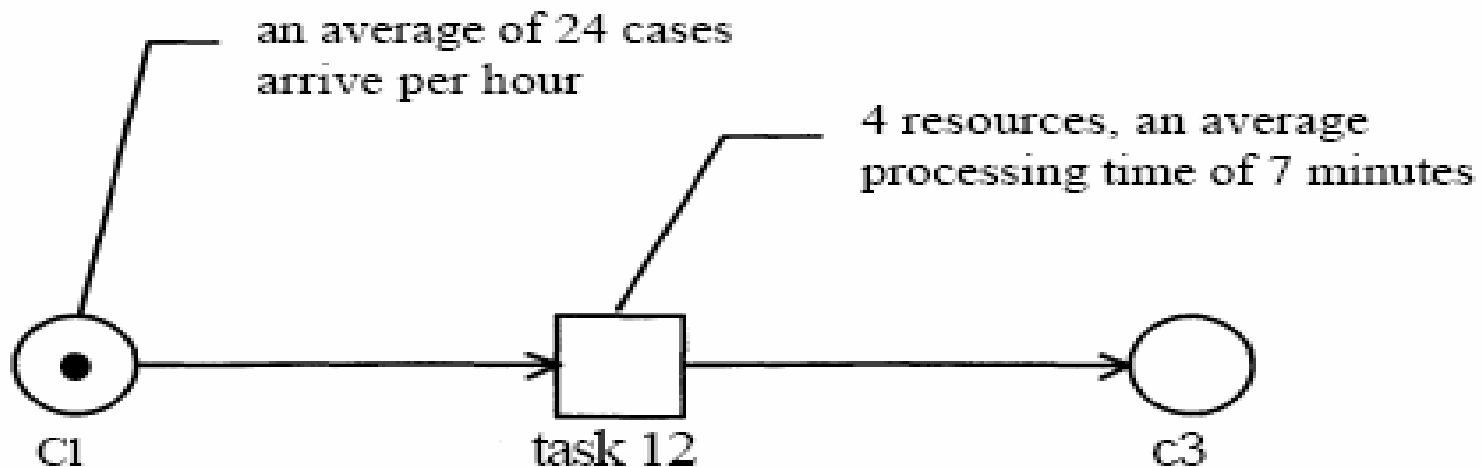 an average of 24 cases
arrive per hour
4 resources, an average
processing time of 7 minutes
c1
task 12
c3